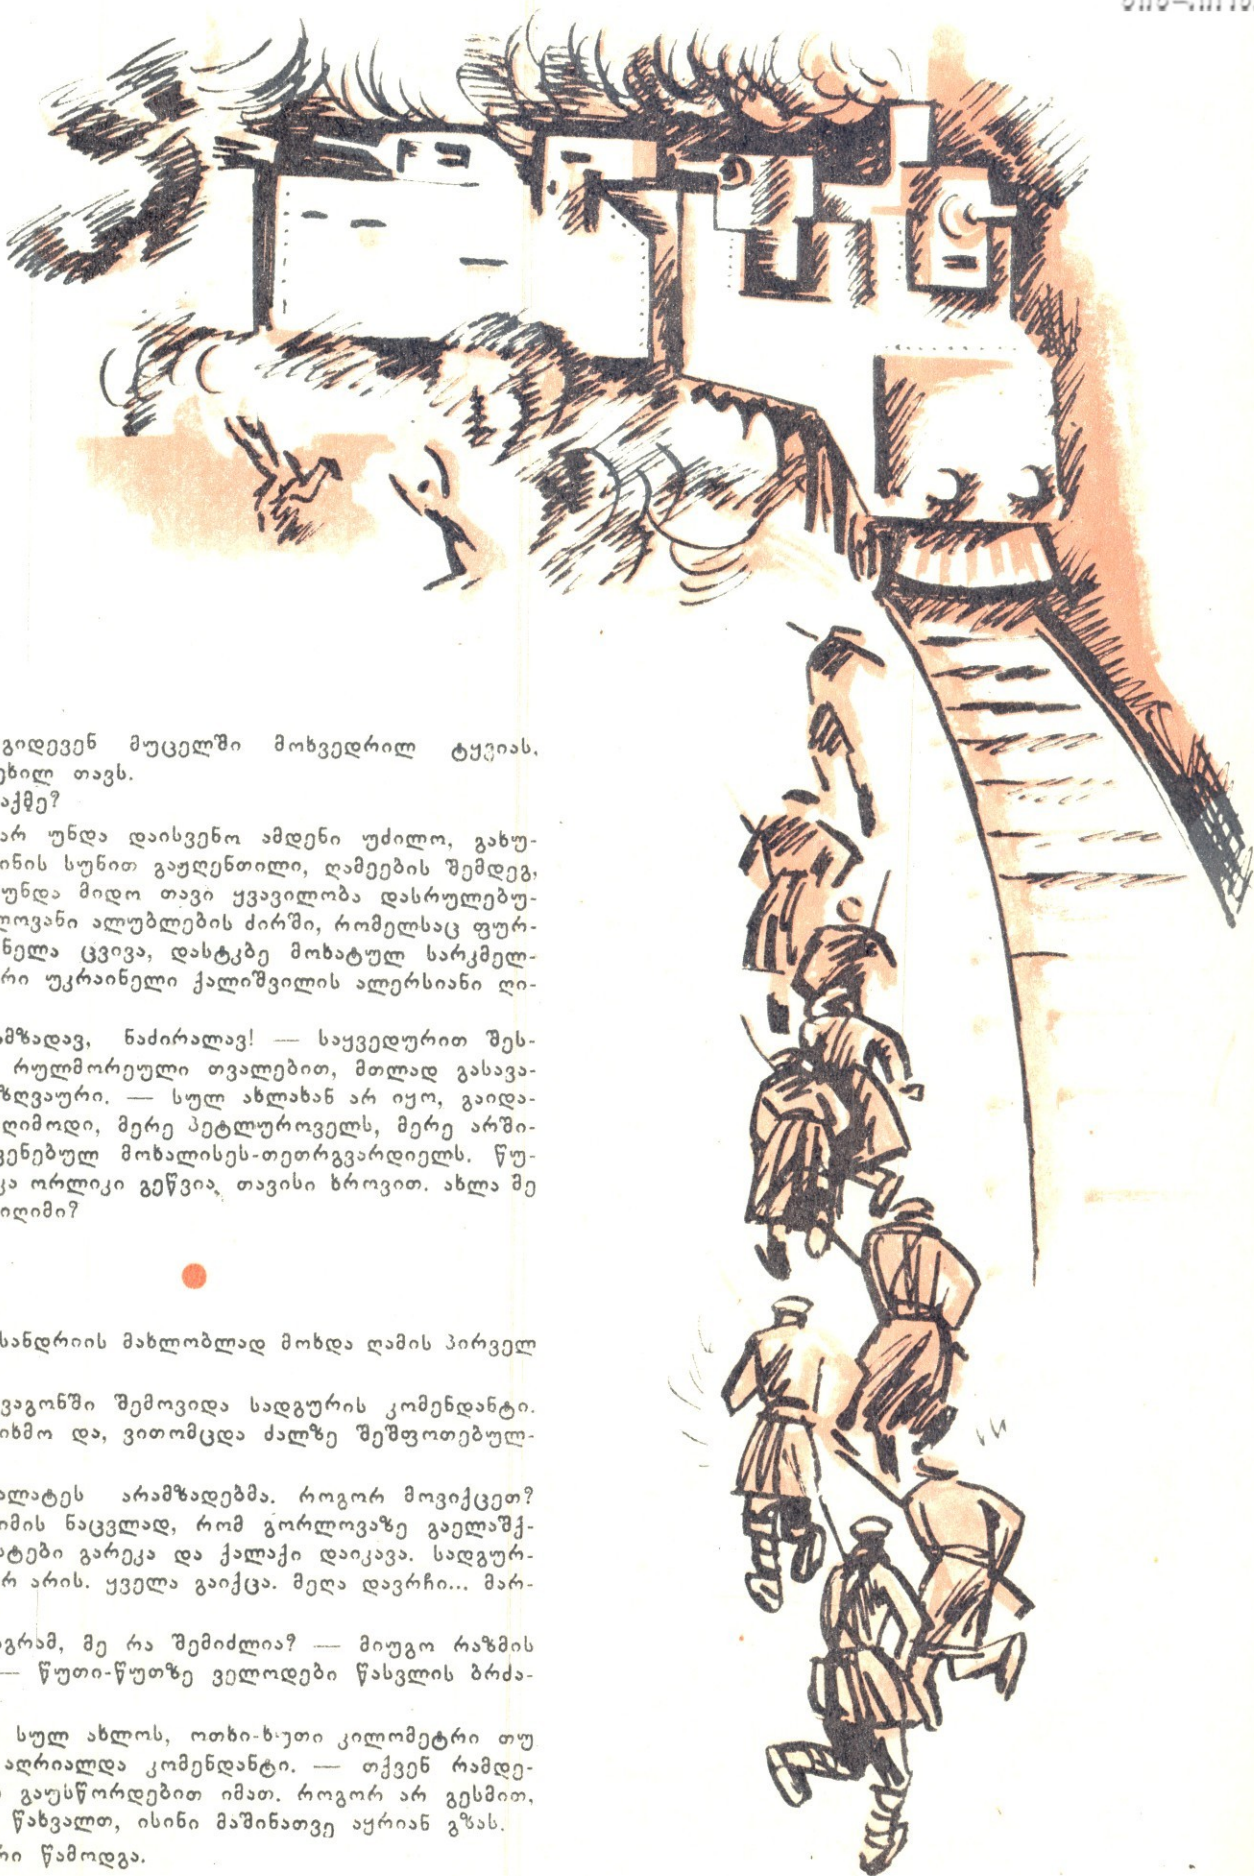 გიდევენ მუცელში მოხვედრილ ტყვიას,
ეხილ თავს.
აქმე?
არ უნდა დაისვენო ამდენი უძილო, გახუ-
ინის სუნით გაჟღენთილი, ღამეების შემდეგ,
უნდა მიდო თავი ყვავილობა დასრულებუ-
ლოვანი ალუბლების ძირში, რომელსაც ფურ-
ნელა ცვივა, დასტკბე მოხატულ სარკმელ-
რი უკრაინელი ქალიშვილის ალერსიანი ღი-
ამზადავ, ნაძირალავ! — საყვედურით შეს-
რულმორეული თვალებით, მთლად გასავა-
ზღვაური. — სულ ახლახან არ იყო, გაიდა-
ღიმოდი, მერე პეტლუროველს, მერე არში-
ვენებულ მოხალისეს-თეთრგვარდიელს. წუ-
კა ორლიკი გეწვია თავისი ხროვით. ახლა მე
იღიმი?
სანდრიის მახლობლად მოხდა ღამის პირველ
ვაგონში შემოვიდა სადგურის კომენდანტი.
იხმო და, ვითომცდა ძალზე შეშფოთებულ-
ალატეს არამზადებმა. როგორ მოვიქცეთ?
იმის ნაცვლად, რომ გორლოვაზე გაელაშქ-
სტები გარეკა და ქალაქი დაიკავა. სადგურ-
რ არის. ყველა გაიქცა. მეღა დავრჩი... მარ-
აგრამ, მე რა შემიძლია? — მიუგო რაზმის
— წუთი-წუთზე ველოდები წასვლის ბრძა-
სულ ახლოს, ოთხი-ხუთი კილომეტრი თუ
აღრიალდა კომენდანტი. — თქვენ რამდე-
გაუსწორდებით იმათ. როგორ არ გესმით,
წახვალთ, ისინი მაშინათვე აყრიან გზას.
რი წამოდგა.